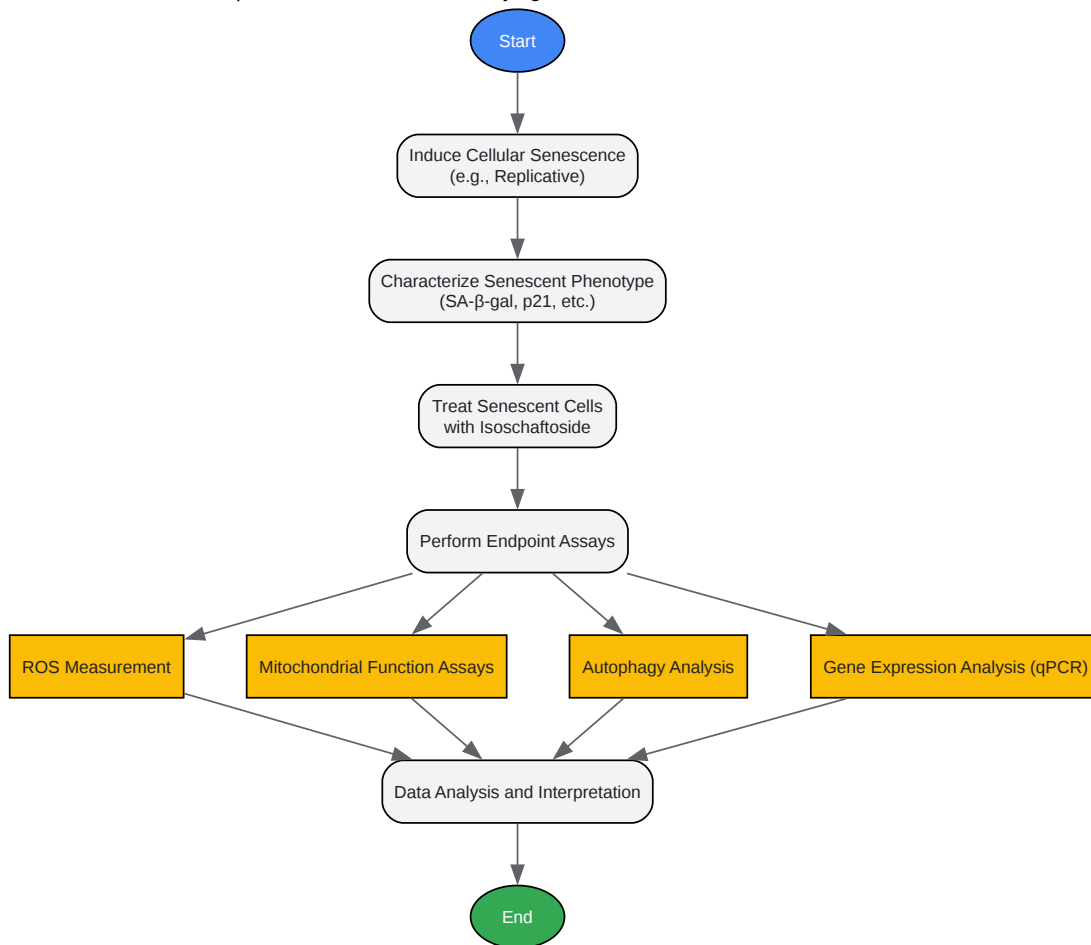 Start
Induce Cellular Senescence
(e.g., Replicative)
Characterize Senescent Phenotype
(SA-β-gal, p21, etc.)
Treat Senescent Cells
with Isoschaftoside
Perform Endpoint Assays
ROS Measurement
Mitochondrial Function Assays
Autophagy Analysis
Gene Expression Analysis (qPCR)
Data Analysis and Interpretation
End